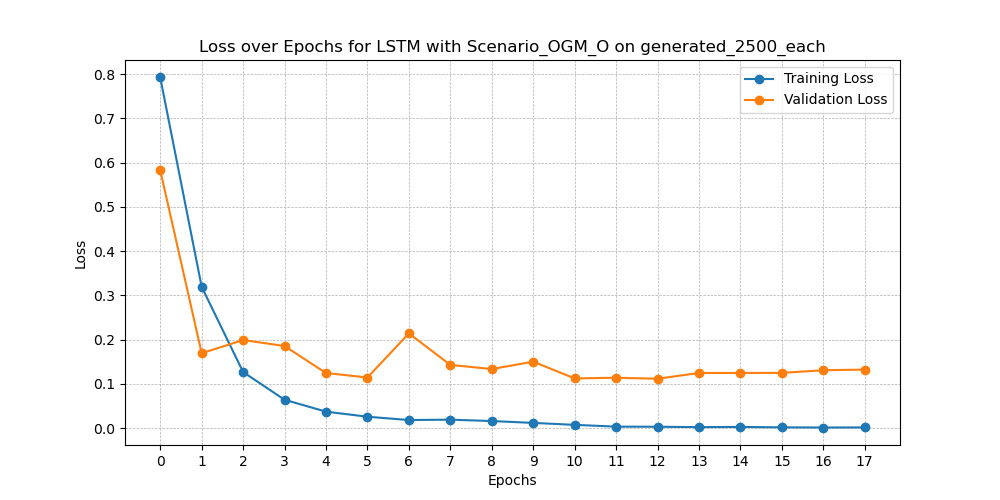 Loss over Epochs for LSTM with Scenario_OGM_O on generated_2500_each
Training Loss
Validation Loss
0.8
0.7
0.6
0.5
0.4
0.3
0.2
0.1
0.0
Loss
0 1 2 3 4 5 6 7 8 9 10 11 12 13 14 15 16 17
Epochs